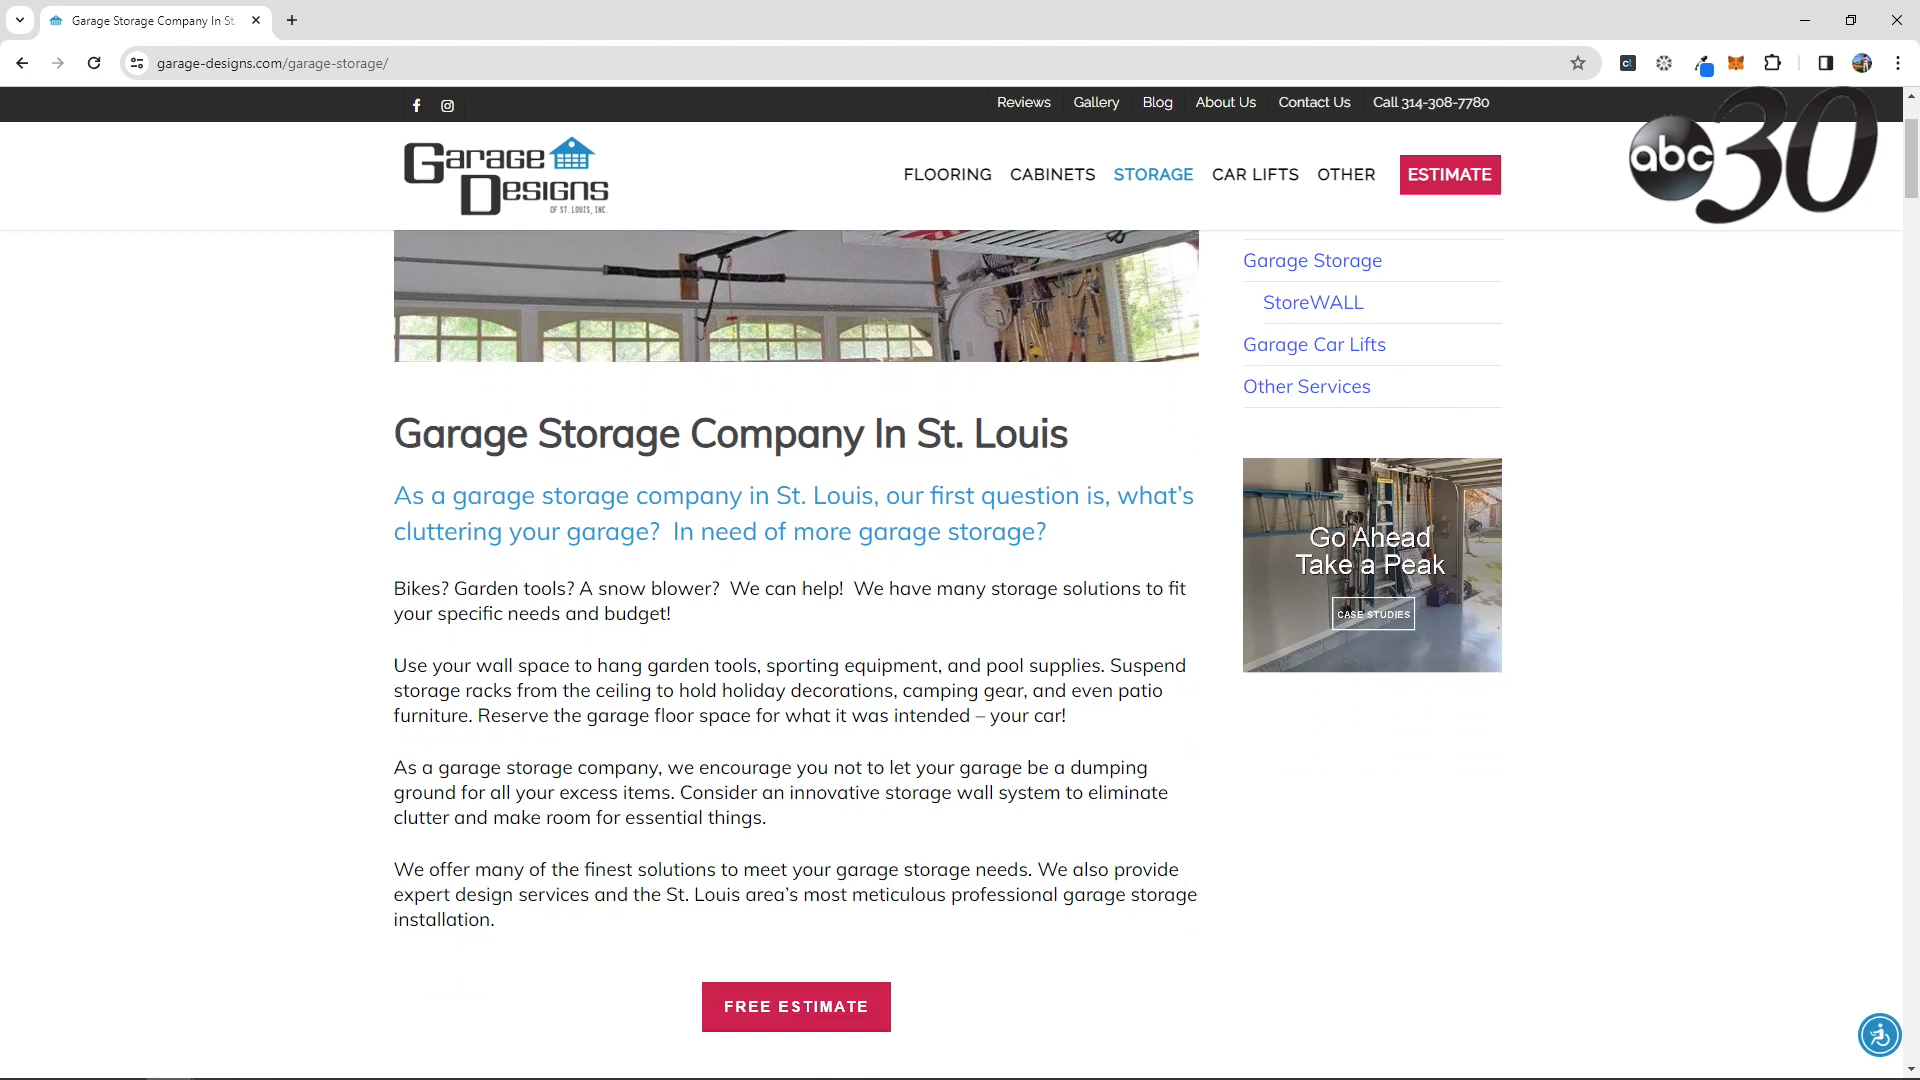 Garage Storage Company In St.
garage-designs.com/garage-storage/
Reviews
Gallery
Blog
About Us
Contact Us
Call 314-308-7780
Garage
Designs
OF ST. LOUIS, INC.
FLOORING
CABINETS
STORAGE
CAR LIFTS
OTHER
ESTIMATE
abc 30
Garage Storage
StoreWALL
Garage Car Lifts
Other Services
Garage Storage Company In St. Louis
As a garage storage company in St. Louis, our first question is, what’s
cluttering your garage?  In need of more garage storage?
Bikes? Garden tools? A snow blower?  We can help!  We have many storage solutions to fit
your specific needs and budget!
Use your wall space to hang garden tools, sporting equipment, and pool supplies. Suspend
storage racks from the ceiling to hold holiday decorations, camping gear, and even patio
furniture. Reserve the garage floor space for what it was intended – your car!
As a garage storage company, we encourage you not to let your garage be a dumping
ground for all your excess items. Consider an innovative storage wall system to eliminate
clutter and make room for essential things.
We offer many of the finest solutions to meet your garage storage needs. We also provide
expert design services and the St. Louis area’s most meticulous professional garage storage
installation.
FREE ESTIMATE
Go Ahead
Take a Peak
CASE STUDIES